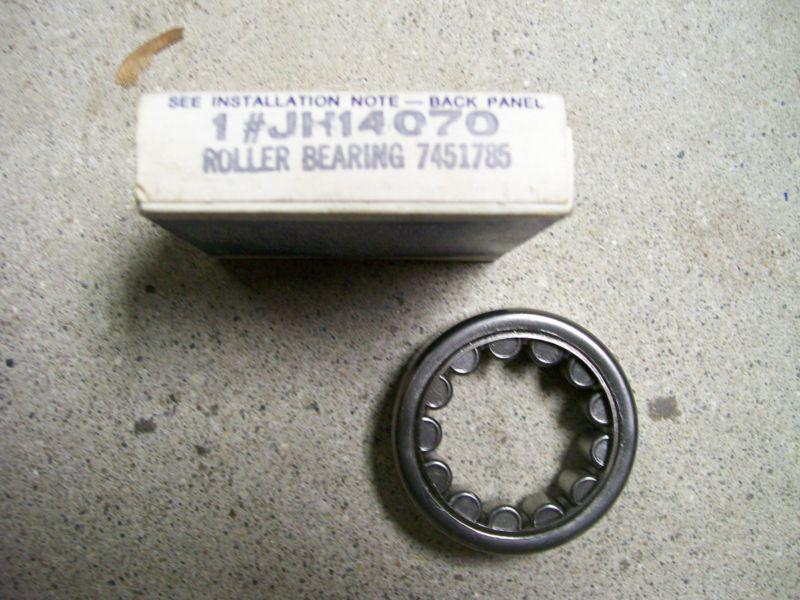 SEE INSTALLATION NOTE — BACK PANEL
1 #JH14070
ROLLER BEARING 7451785